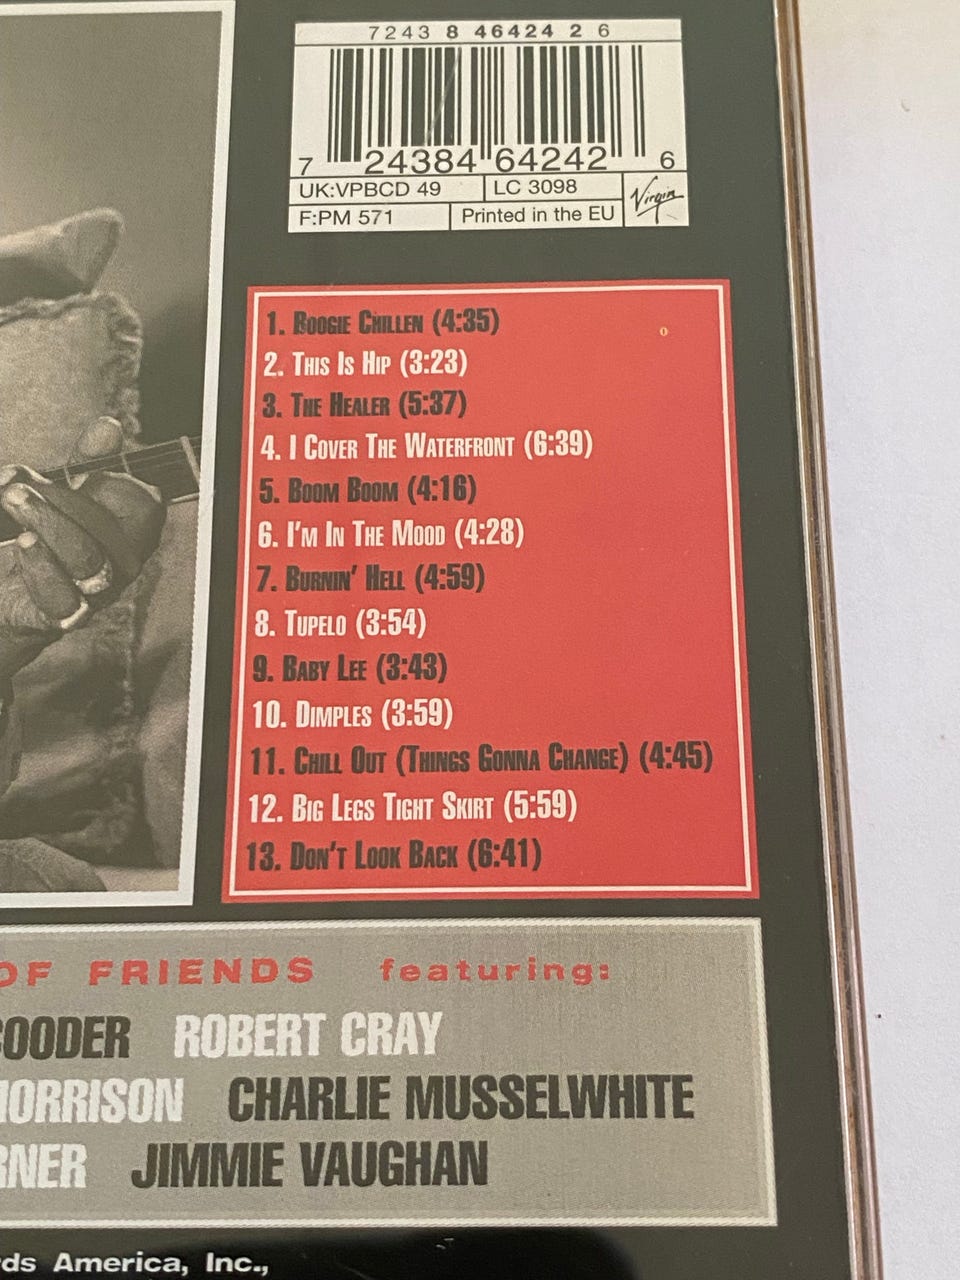 7243 8 46424 2 6
7 24384 64242 6
UK:VPBCD 49 LC 3098
F:PM 571 Printed in the EU Virgin
1. BOOGIE CHILLEN (4:35)
2. THIS IS HIP (3:23)
3. THE HEALER (5:37)
4. I COVER THE WATERFRONT (6:39)
5. BOOM BOOM (4:16)
6. I'M IN THE MOOD (4:28)
7. BURNIN' HELL (4:59)
8. TUPELO (3:54)
9. BABY LEE (3:43)
10. DIMPLES (3:59)
11. CHILL OUT (THINGS GONNA CHANGE) (4:45)
12. BIG LEGS TIGHT SKIRT (5:59)
13. DON'T LOOK BACK (6:41)
OF FRIENDS featuring:
COODER ROBERT CRAY
MORRISON CHARLIE MUSSELWHITE
RNER JIMMIE VAUGHAN
rds America, Inc.,